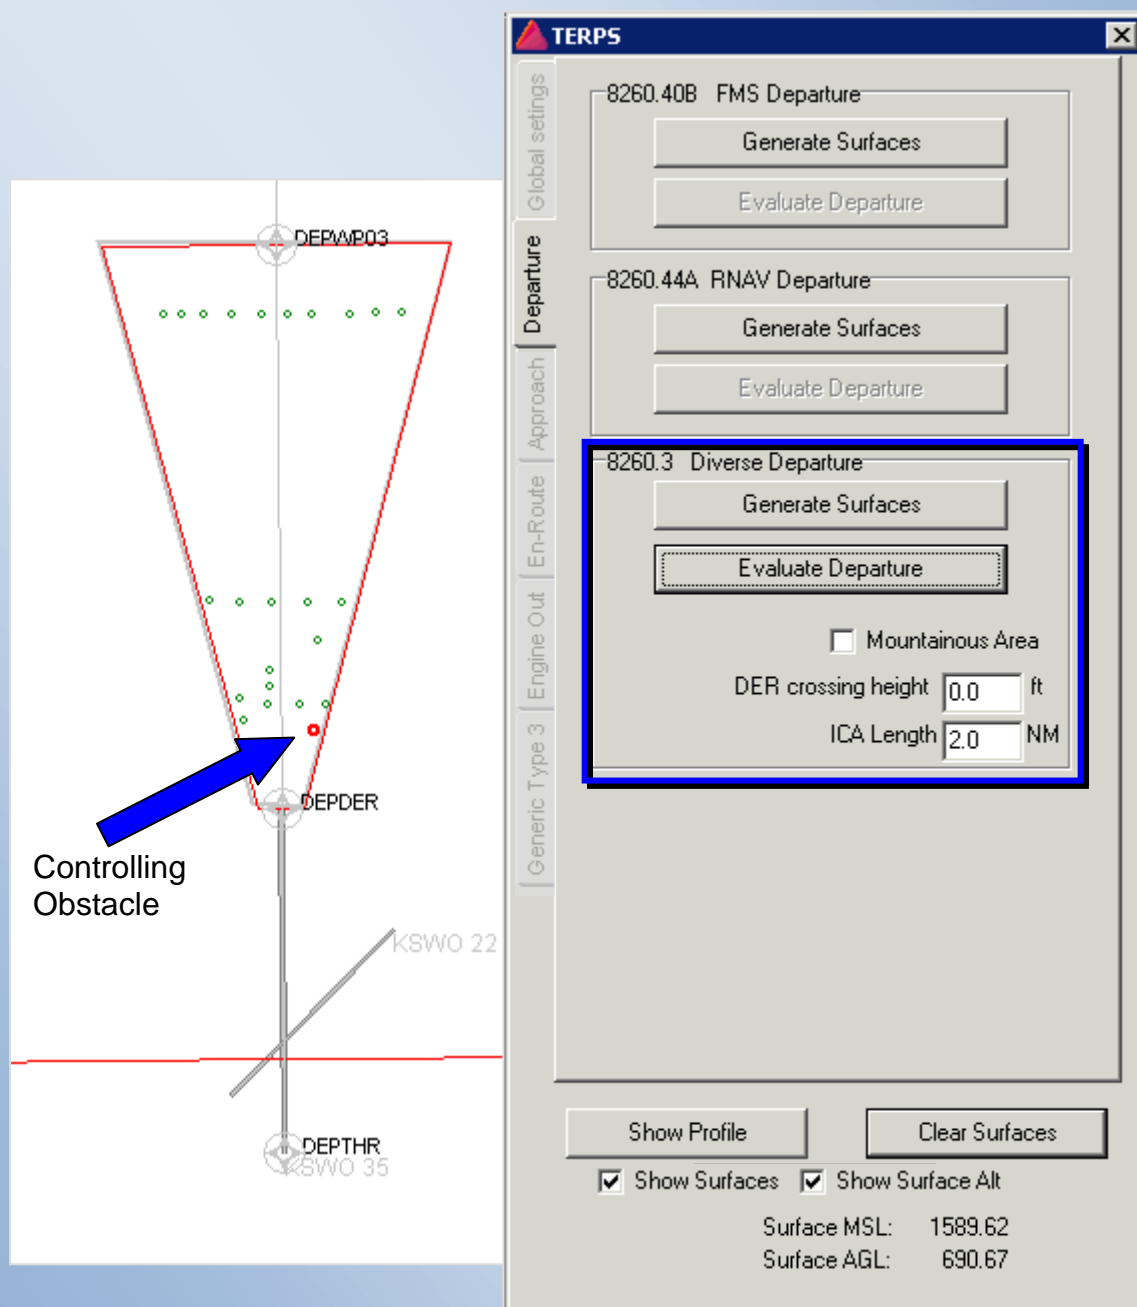 TERPS
Global setings
Departure
Approach
En-Route
Engine Out
Generic Type 3
8260.40B FMS Departure
Generate Surfaces
Evaluate Departure
8260.44A RNAV Departure
Generate Surfaces
Evaluate Departure
8260.3 Diverse Departure
Generate Surfaces
Evaluate Departure
Mountainous Area
DER crossing height 0.0 ft
ICA Length 2.0 NM
Show Profile Clear Surfaces
Show Surfaces Show Surface Alt
Surface MSL: 1589.62
Surface AGL: 690.67
DEPWP03
DEPDER
Controlling
Obstacle
KSWO 22
DEPTHR
KSWO 35